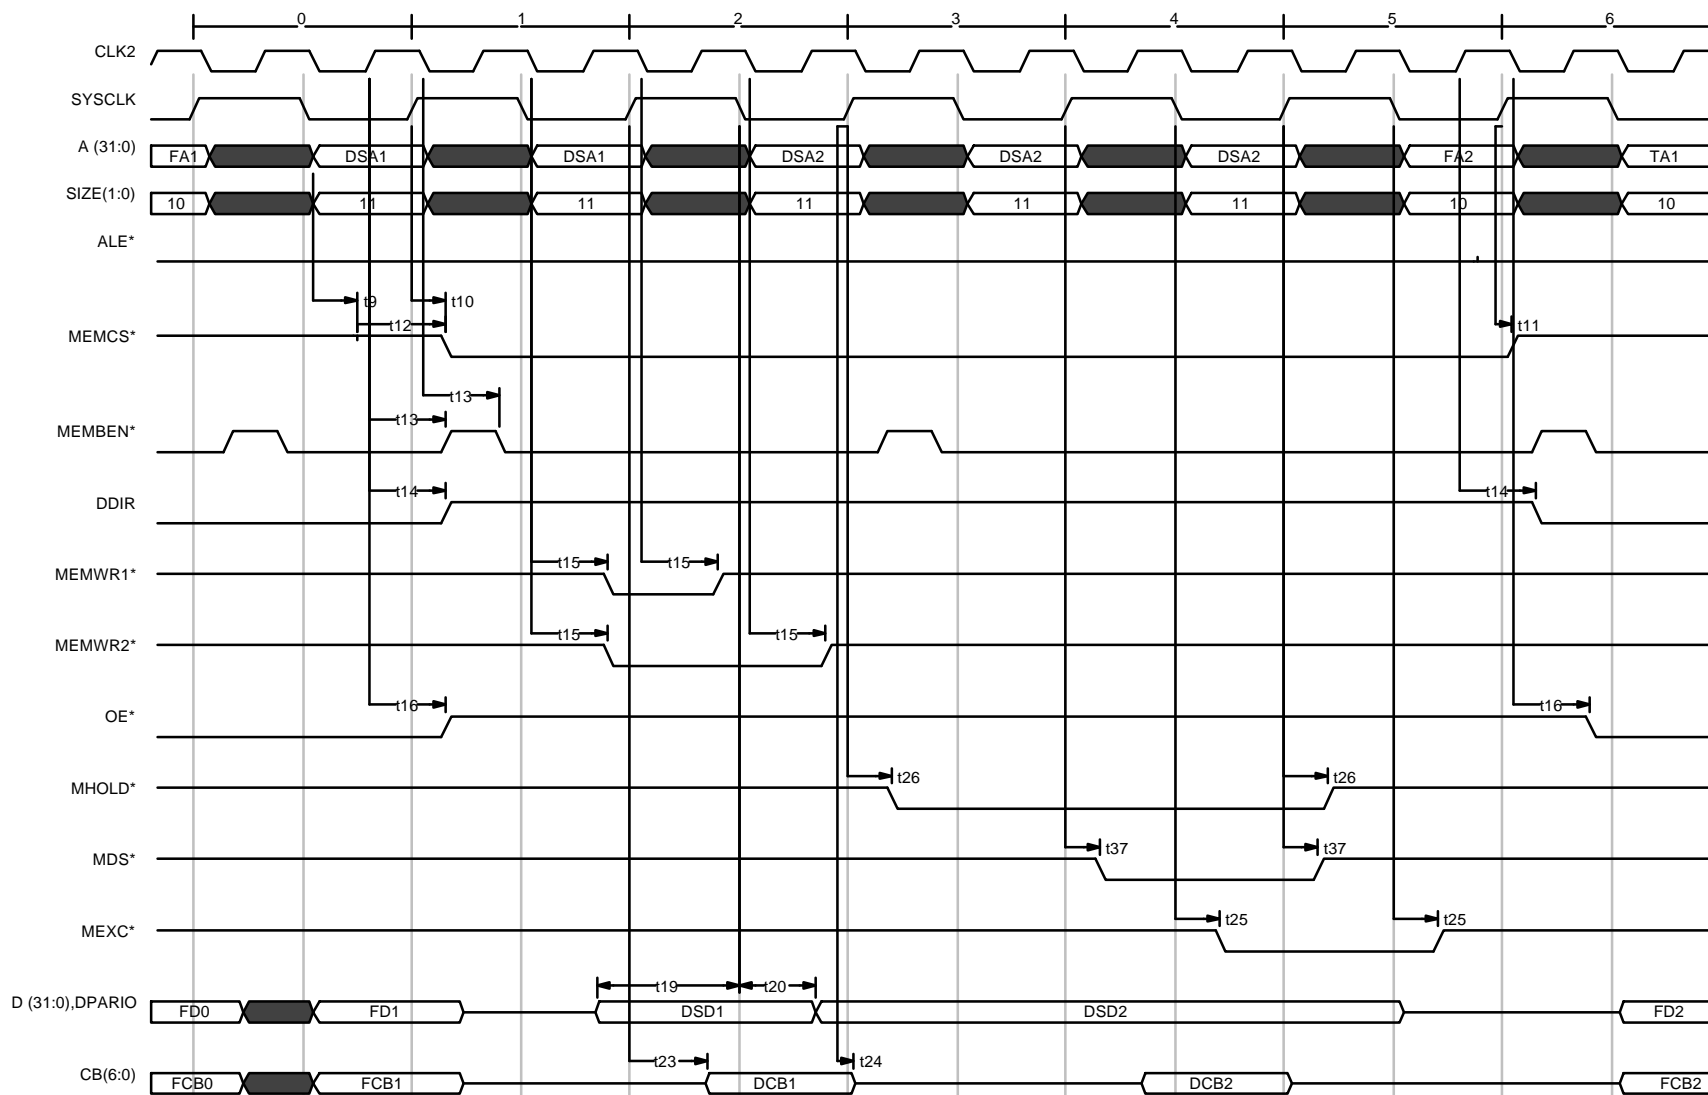 0 1 2 3 4 5 6
CLK2
SYSCLK
A (31:0) FA1 DSA1 DSA1 DSA2 DSA2 DSA2 FA2 TA1
SIZE(1:0) 10 11 11 11 11 11 10 10
ALE*
t9 t10
t12 t11
MEMCS*
t13
t13
MEMBEN*
t14 t14
DDIR
t15 t15
MEMWR1*
t15 t15
MEMWR2*
t16 t16
OE*
t26 t26
MHOLD*
t37 t37
MDS*
t25 t25
MEXC*
t19 t20
D (31:0),DPARIO FD0 FD1 DSD1 DSD2 FD2
t23 t24
CB(6:0) FCB0 FCB1 DCB1 DCB2 FCB2